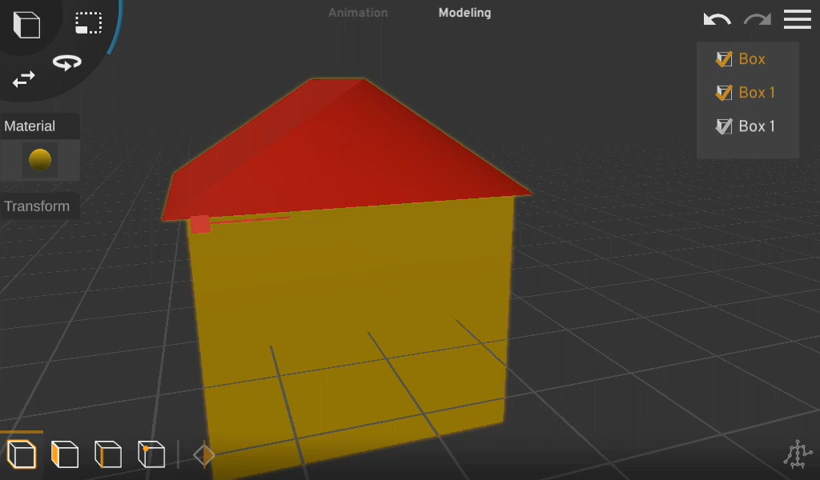 Animation
Modeling
Box
Box 1
Box 1
Material
Transform